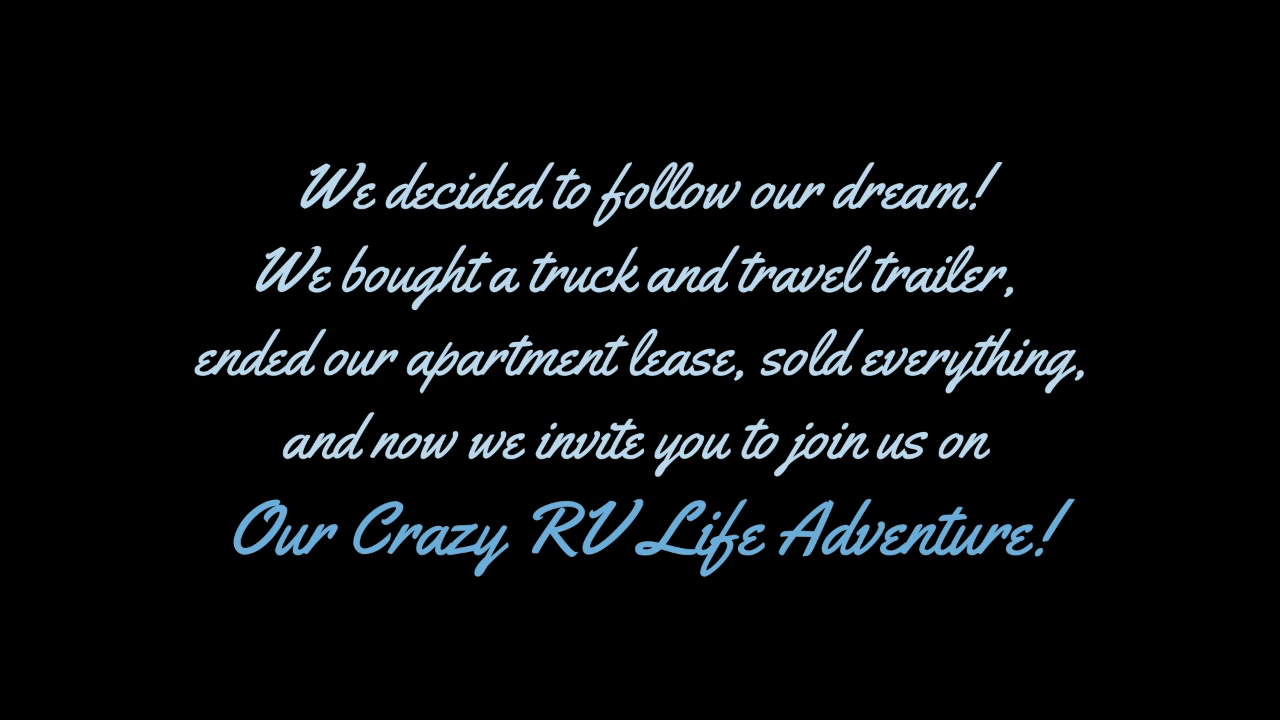 We decided to follow our dream!
We bought a truck and travel trailer,
ended our apartment lease, sold everything,
and now we invite you to join us on
Our Crazy RV Life Adventure!